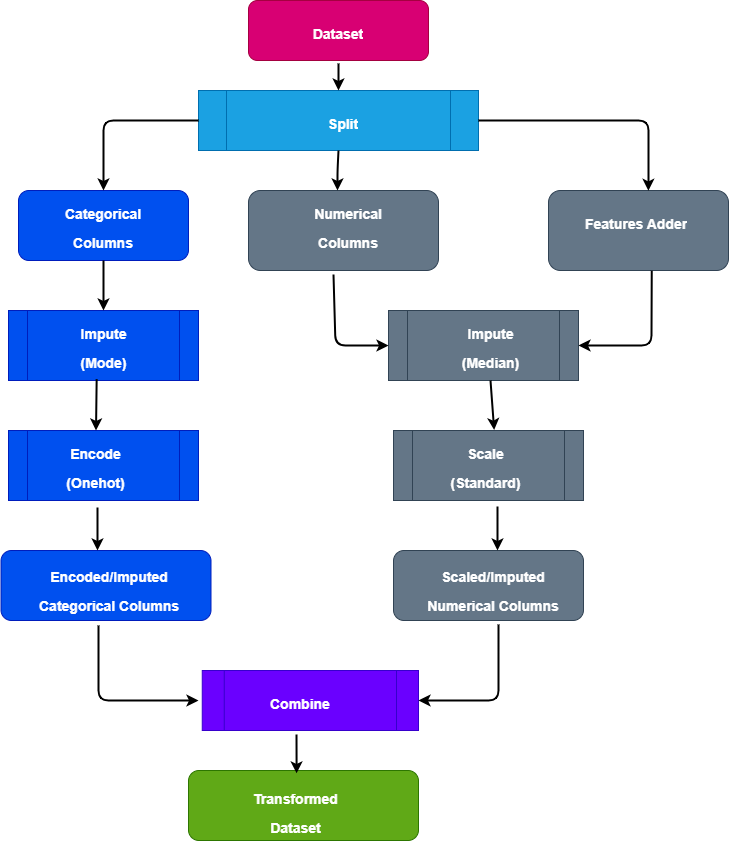 Dataset
Split
Categorical
Columns
Numerical
Columns
Features Adder
Impute
(Mode)
Impute
(Median)
Encode
(Onehot)
Scale
(Standard)
Encoded/Imputed
Categorical Columns
Scaled/Imputed
Numerical Columns
Combine
Transformed
Dataset